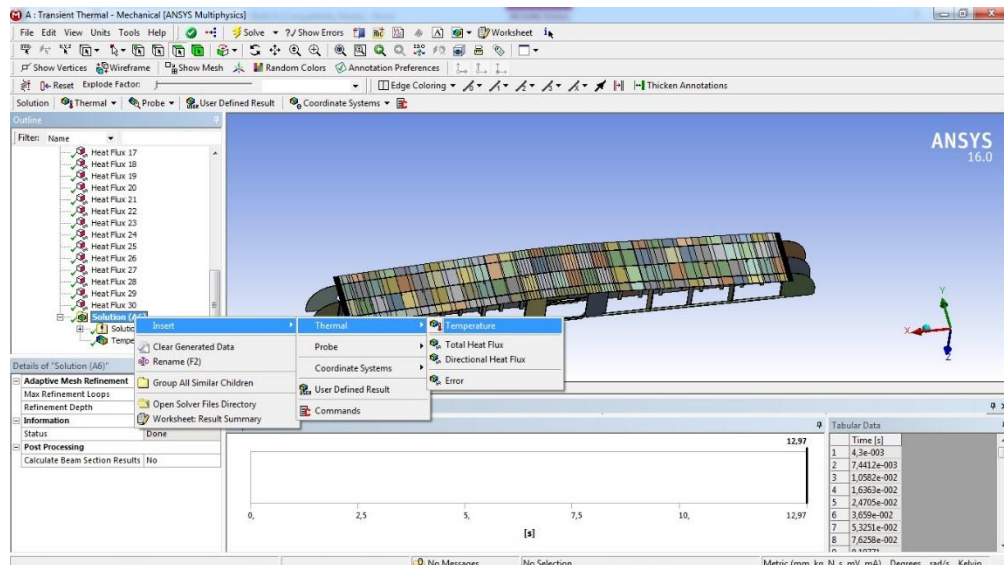 A : Transient Thermal - Mechanical [ANSYS Multiphysics]
File Edit View Units Tools Help Solve ?/ Show Errors Worksheet
Show Vertices Wireframe Show Mesh Random Colors Annotation Preferences
Reset Explode Factor: Edge Coloring Thicken Annotations
Solution Thermal Probe User Defined Result Coordinate Systems
Outline
Filter: Name
Heat Flux 17
Heat Flux 18
Heat Flux 19
Heat Flux 20
Heat Flux 21
Heat Flux 22
Heat Flux 23
Heat Flux 24
Heat Flux 25
Heat Flux 26
Heat Flux 27
Heat Flux 28
Heat Flux 29
Heat Flux 30
Solution (A6)
Solutio
Tempe
Insert
Clear Generated Data
Rename (F2)
Group All Similar Children
Open Solver Files Directory
Worksheet: Result Summary
Thermal
Probe
Coordinate Systems
User Defined Result
Commands
Temperature
Total Heat Flux
Directional Heat Flux
Error
ANSYS
16.0
Y
X
Z
Details of "Solution (A6)"
Adaptive Mesh Refinement
Max Refinement Loops
Refinement Depth
Information
Status Done
Post Processing
Calculate Beam Section Results No
12,97
0, 2,5 5, 7,5 10, 12,97
[s]
Tabular Data
Time [s]
1 4,3e-003
2 7,4412e-003
3 1,0582e-002
4 1,6363e-002
5 2,4705e-002
6 3,659e-002
7 5,3251e-002
8 7,6258e-002
No Messages No Selection Metric (mm, kg, N, s, mV, mA) Degrees rad/s Kelvin